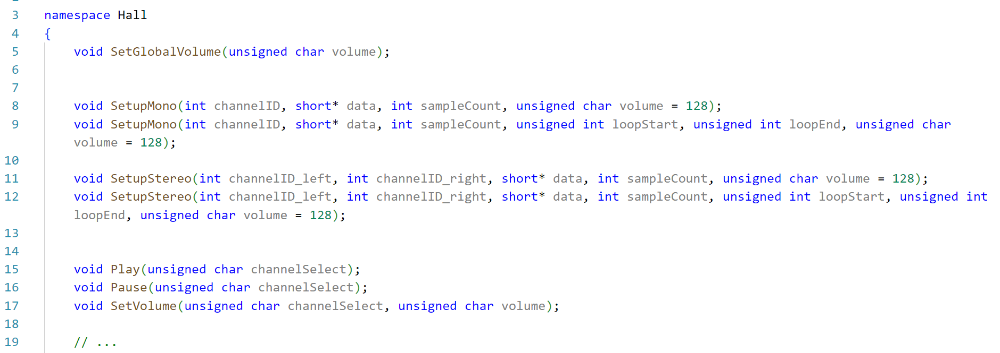 3 namespace Hall
4 {
5 void SetGlobalVolume(unsigned char volume);
6
7
8 void SetupMono(int channelID, short* data, int sampleCount, unsigned char volume = 128);
9 void SetupMono(int channelID, short* data, int sampleCount, unsigned int loopStart, unsigned int loopEnd, unsigned char
volume = 128);
10
11 void SetupStereo(int channelID_left, int channelID_right, short* data, int sampleCount, unsigned char volume = 128);
12 void SetupStereo(int channelID_left, int channelID_right, short* data, int sampleCount, unsigned int loopStart, unsigned int
loopEnd, unsigned char volume = 128);
13
14
15 void Play(unsigned char channelSelect);
16 void Pause(unsigned char channelSelect);
17 void SetVolume(unsigned char channelSelect, unsigned char volume);
18
19 // ...